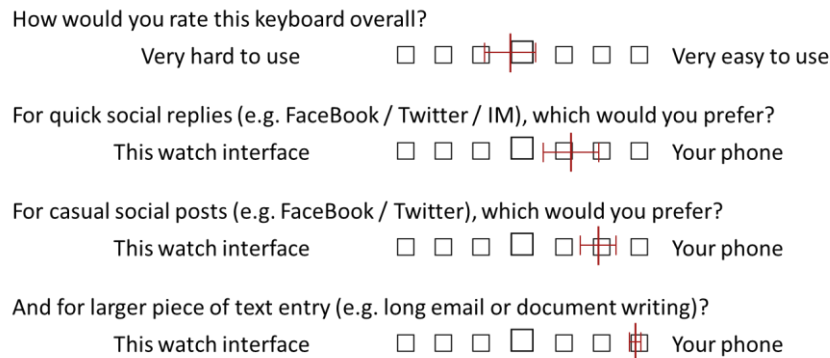 How would you rate this keyboard overall?
Very hard to use Very easy to use
For quick social replies (e.g. FaceBook / Twitter / IM), which would you prefer?
This watch interface Your phone
For casual social posts (e.g. FaceBook / Twitter), which would you prefer?
This watch interface Your phone
And for larger piece of text entry (e.g. long email or document writing)?
This watch interface Your phone